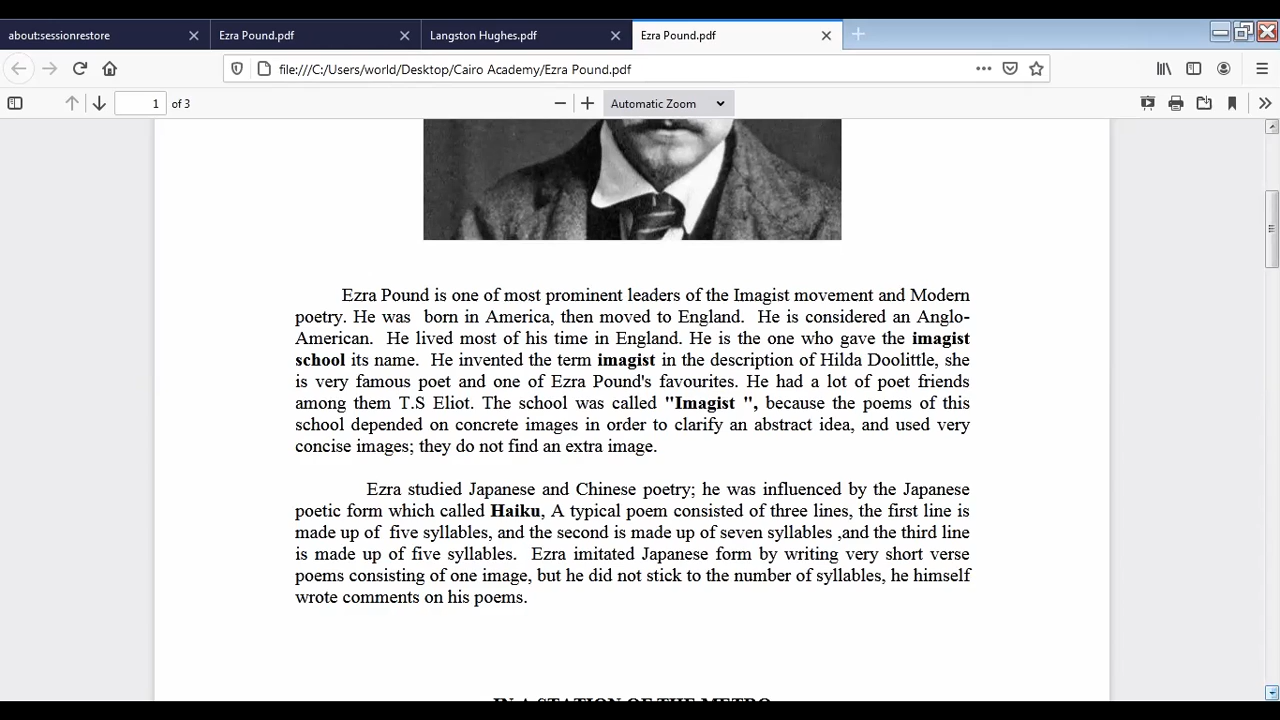 about:sessionrestore
Ezra Pound.pdf
Langston Hughes.pdf
Ezra Pound.pdf
file:///C:/Users/world/Desktop/Cairo Academy/Ezra Pound.pdf
1 of 3
Automatic Zoom
Ezra Pound is one of most prominent leaders of the Imagist movement and Modern
poetry. He was born in America, then moved to England. He is considered an Anglo-
American. He lived most of his time in England. He is the one who gave the imagist
school its name. He invented the term imagist in the description of Hilda Doolittle, she
is very famous poet and one of Ezra Pound's favourites. He had a lot of poet friends
among them T.S Eliot. The school was called "Imagist ", because the poems of this
school depended on concrete images in order to clarify an abstract idea, and used very
concise images; they do not find an extra image.
Ezra studied Japanese and Chinese poetry; he was influenced by the Japanese
poetic form which called Haiku, A typical poem consisted of three lines, the first line is
made up of five syllables, and the second is made up of seven syllables ,and the third line
is made up of five syllables. Ezra imitated Japanese form by writing very short verse
poems consisting of one image, but he did not stick to the number of syllables, he himself
wrote comments on his poems.
IN A STATION OF THE METRO